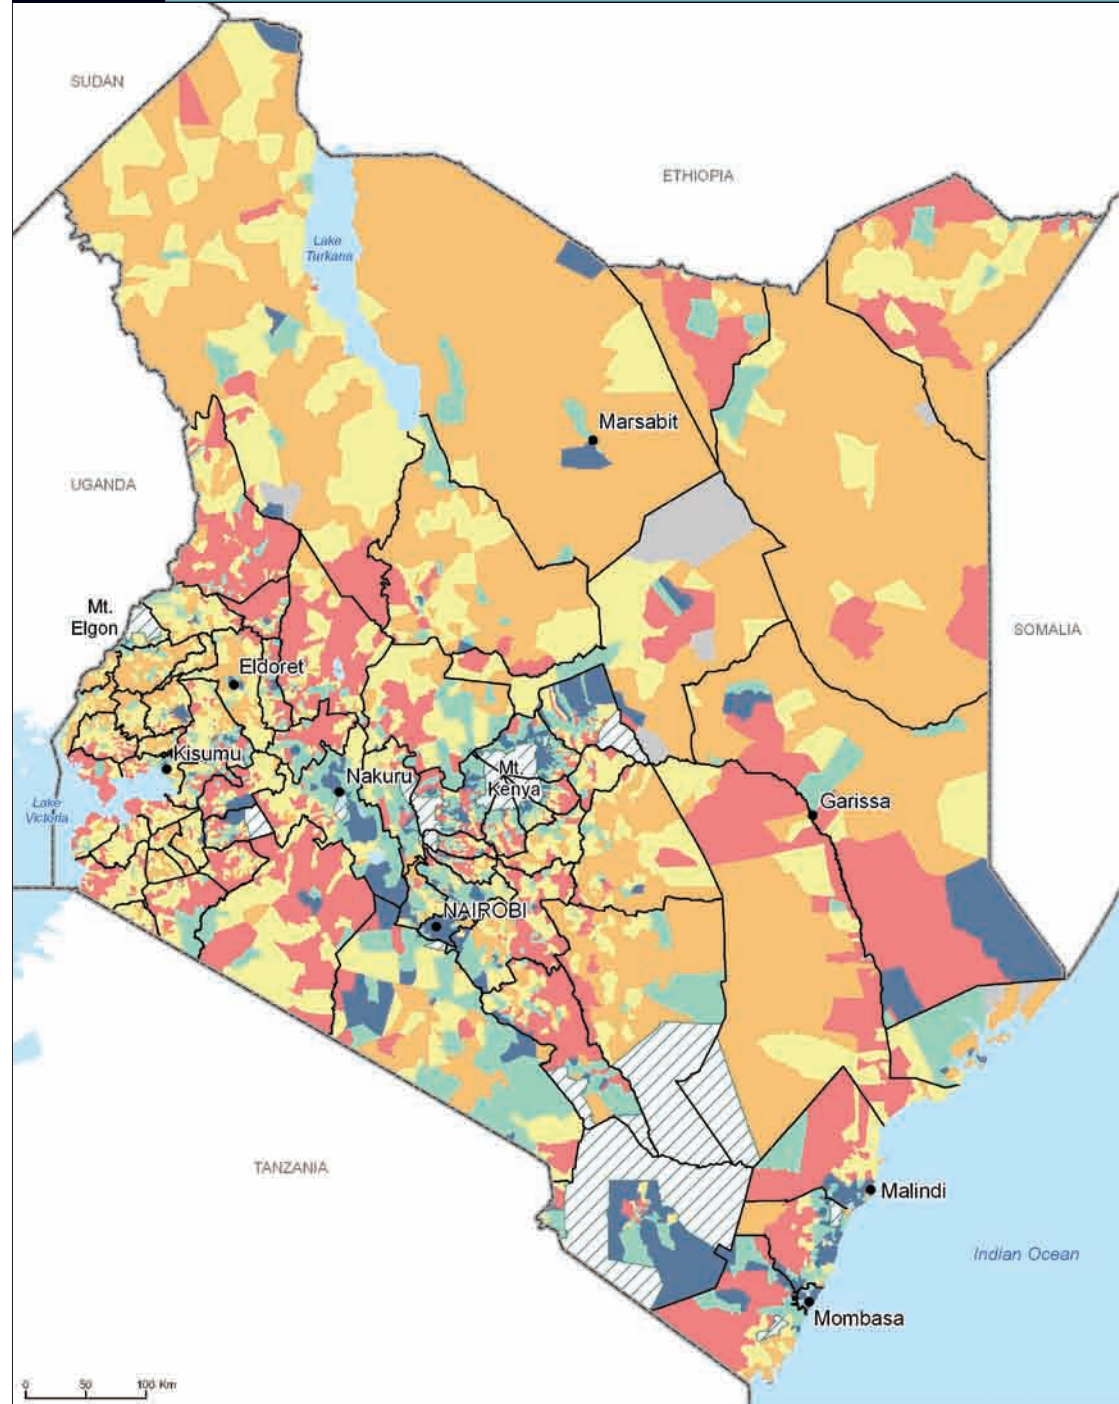 SUDAN
ETHIOPIA
Lake
Turkana
Marsabit
UGANDA
Mt.
Elgon
SOMALIA
Eldoret
Kisumu
Nakuru
Mt.
Kenya
Garissa
Lake
Victoria
NAIROBI
TANZANIA
Malindi
Indian Ocean
Mombasa
0 50 100 Km